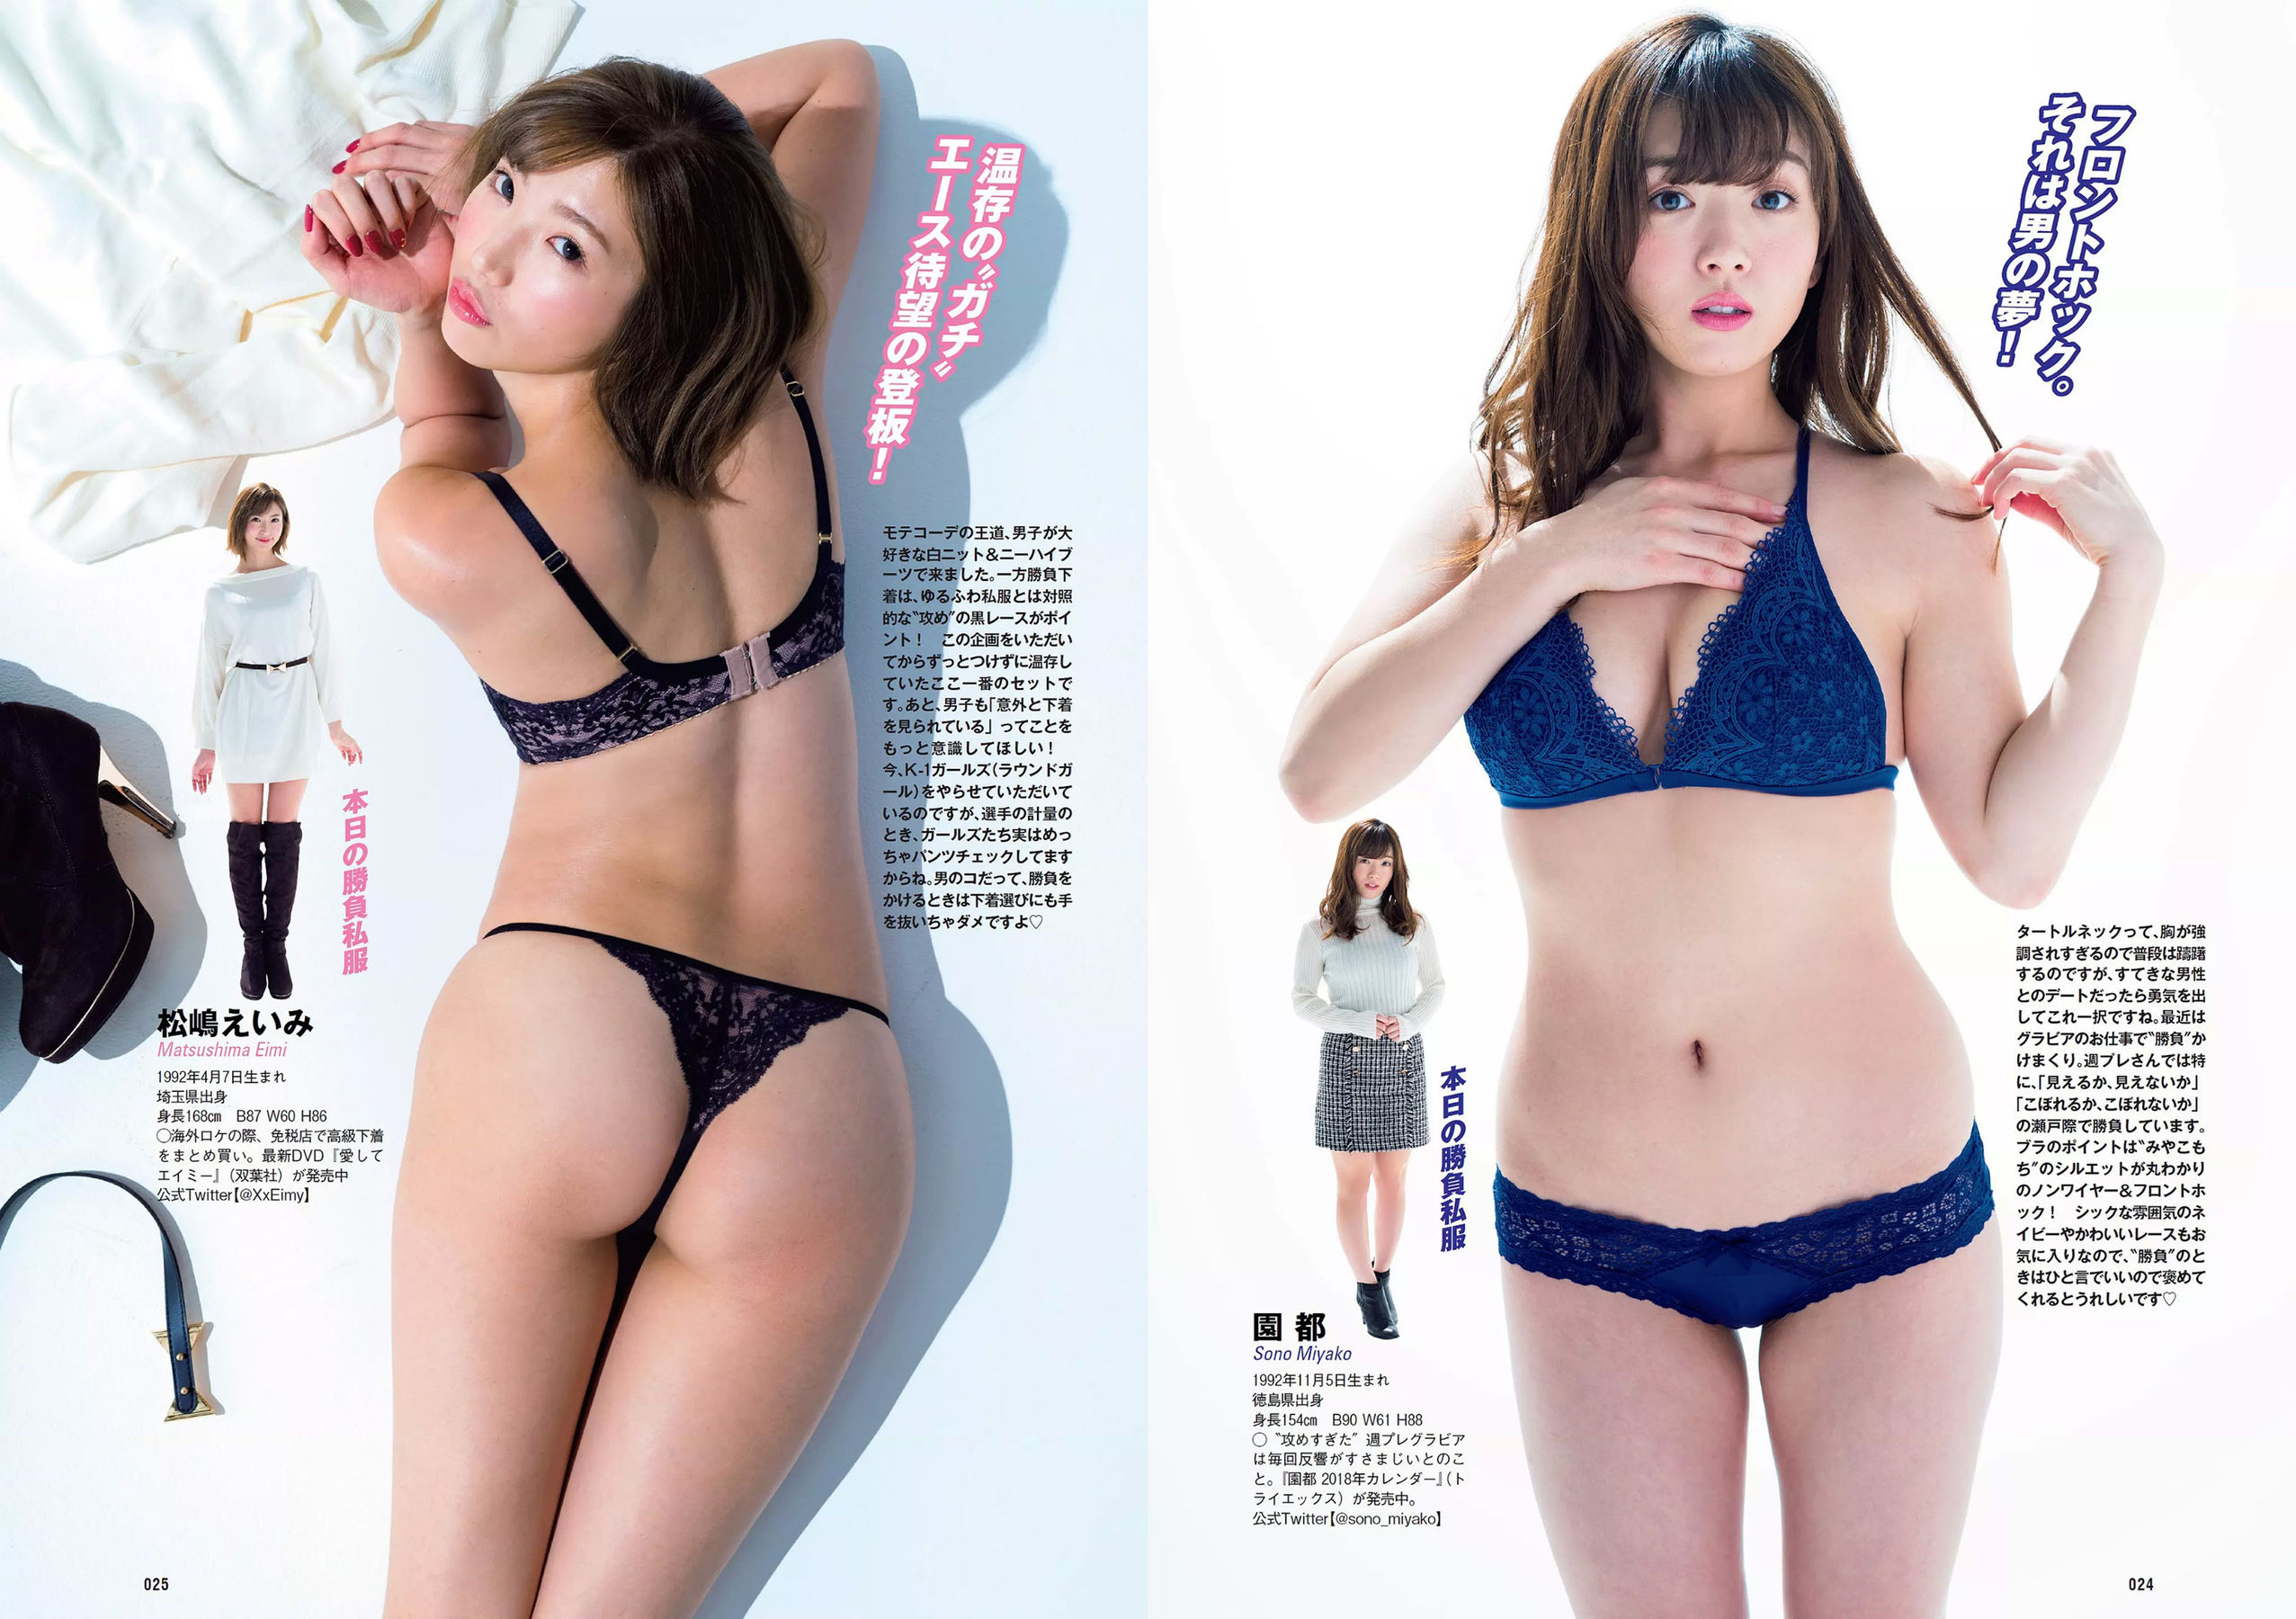 フロントホック。
それは男の夢！
タートルネックって、胸が強
調されすぎるので普段は躊躇
するのですが、すてきな男性
とのデートだったら勇気を出
してこれ一択ですね。最近は
グラビアのお仕事で“勝負”か
けまくり。週プレさんでは特
に、「見えるか、見えないか」
「こぼれるか、こぼれないか」
の瀬戸際で勝負しています。
ブラのポイントは“みやこも
ち”のシルエットが丸わかり
のノンワイヤー＆フロントホ
ック！　シックな雰囲気のネ
イビーやかわいいレースもお
気に入りなので、“勝負”のと
きはひと言でいいので褒めて
くれるとうれしいです♡
本日の勝負私服
園 都
Sono Miyako
1992年11月5日生まれ
徳島県出身
身長154㎝　B90 W61 H88
○“攻めすぎた”週プレグラビア
は毎回反響がすさまじいとのこ
と。『園都 2018年カレンダー』（ト
ライエックス）が発売中。
公式Twitter【@sono_miyako】
024
温存の“ガチ”
エース待望の登板！
モテコーデの王道、男子が大
好きな白ニット＆ニーハイブ
ーツで来ました。一方勝負下
着は、ゆるふわ私服とは対照
的な“攻め”の黒レースがポイ
ント！　この企画をいただい
てからずっとつけずに温存し
ていたここ一番のセットで
す。あと、男子も「意外と下着
を見られている」ってことを
もっと意識してほしい！
今、K-1ガールズ（ラウンドガ
ール）をやらせていただいて
いるのですが、選手の計量の
とき、ガールズたち実はめっ
ちゃパンツチェックしてます
からね。男のコだって、勝負を
かけるときは下着選びにも手
を抜いちゃダメですよ♡
本日の勝負私服
松嶋えいみ
Matsushima Eimi
1992年4月7日生まれ
埼玉県出身
身長168㎝　B87 W60 H86
○海外ロケの際、免税店で高級下着
をまとめ買い。最新DVD『愛して
エイミー』（双葉社）が発売中
公式Twitter【@XxEimy】
025